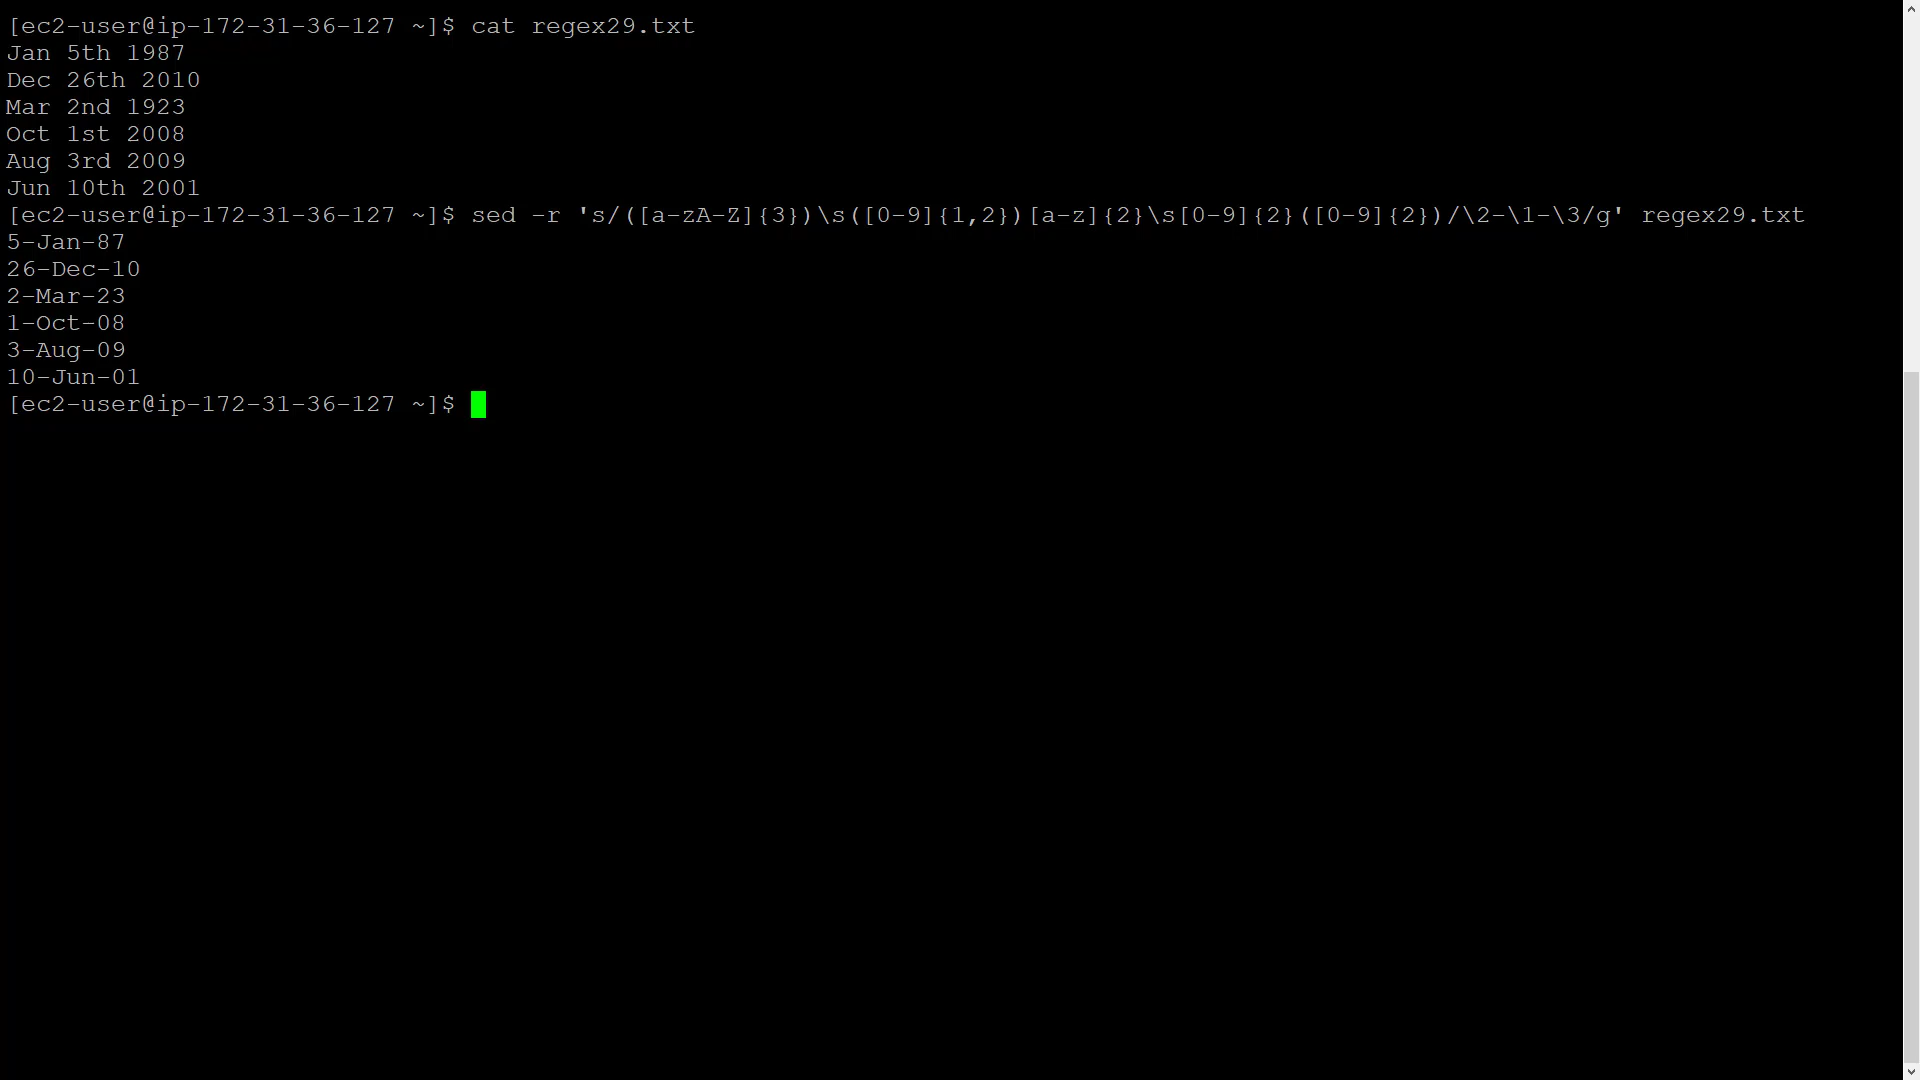 [ec2-user@ip-172-31-36-127 ~]$ cat regex29.txt
Jan 5th 1987
Dec 26th 2010
Mar 2nd 1923
Oct 1st 2008
Aug 3rd 2009
Jun 10th 2001
[ec2-user@ip-172-31-36-127 ~]$ sed -r 's/([a-zA-Z]{3})\s([0-9]{1,2})[a-z]{2}\s[0-9]{2}([0-9]{2})/\2-\1-\3/g' regex29.txt
5-Jan-87
26-Dec-10
2-Mar-23
1-Oct-08
3-Aug-09
10-Jun-01
[ec2-user@ip-172-31-36-127 ~]$